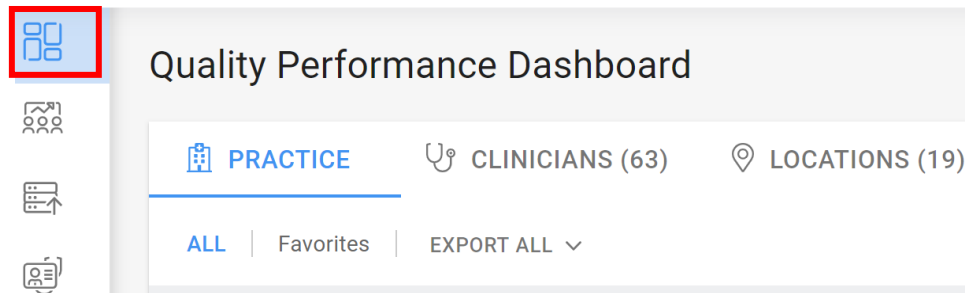 Quality Performance Dashboard
PRACTICE CLINICIANS (63) LOCATIONS (19)
ALL Favorites EXPORT ALL